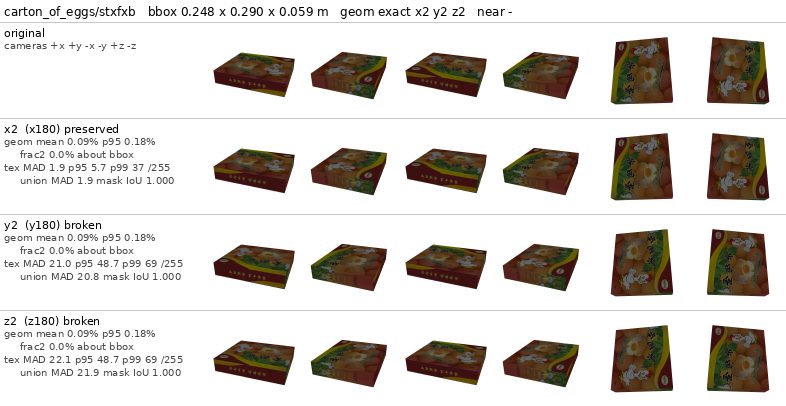 carton_of_eggs/stxfxb   bbox 0.248 x 0.290 x 0.059 m   geom exact x2 y2 z2   near -
original
cameras +x +y -x -y +z -z
x2  (x180) preserved
geom mean 0.09% p95 0.18%
frac2 0.0% about bbox
tex MAD 1.9 p95 5.7 p99 37 /255
union MAD 1.9 mask IoU 1.000
y2  (y180) broken
geom mean 0.09% p95 0.18%
frac2 0.0% about bbox
tex MAD 21.0 p95 48.7 p99 69 /255
union MAD 20.8 mask IoU 1.000
z2  (z180) broken
geom mean 0.09% p95 0.18%
frac2 0.0% about bbox
tex MAD 22.1 p95 48.7 p99 69 /255
union MAD 21.9 mask IoU 1.000